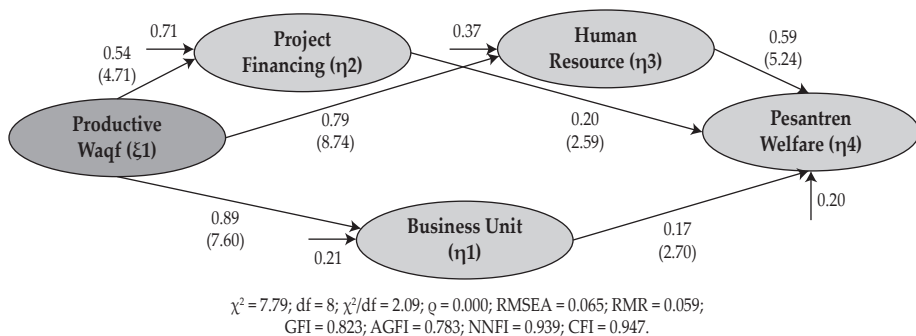 0.71
Project
Financing (η2)
0.54
(4.71)
0.37
Human
Resource (η3)
0.59
(5.24)
Productive
Waqf (ξ1)
0.79
(8.74)
0.20
(2.59)
Pesantren
Welfare (η4)
0.20
0.89
(7.60)
0.21
Business Unit
(η1)
0.17
(2.70)
χ² = 7.79; df = 8; χ²/df = 2.09; ρ = 0.000; RMSEA = 0.065; RMR = 0.059;
GFI = 0.823; AGFI = 0.783; NNFI = 0.939; CFI = 0.947.